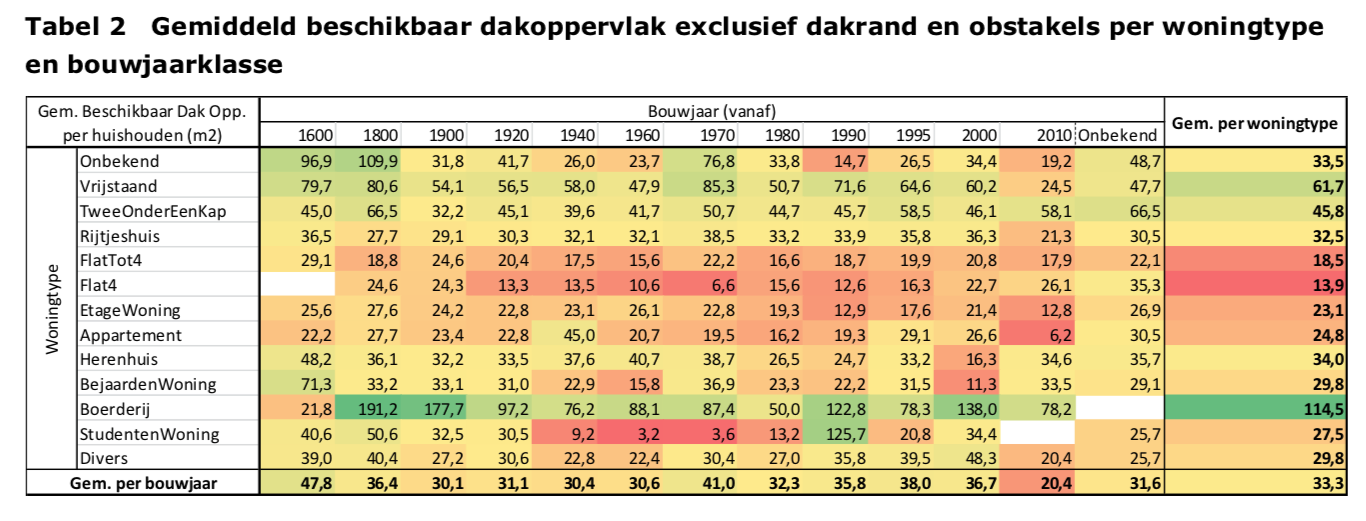 Tabel 2 Gemiddeld beschikbaar dakoppervlak exclusief dakrand en obstakels per woningtype
en bouwjaarklasse
Gem. Beschikbaar Dak Opp. Bouwjaar (vanaf) Gem. per woningtype
per huishouden (m2) 1600 1800 1900 1920 1940 1960 1970 1980 1990 1995 2000 2010 Onbekend
Woningtype
Onbekend 96,9 109,9 31,8 41,7 26,0 23,7 76,8 33,8 14,7 26,5 34,4 19,2 48,7 33,5
Vrijstaand 79,7 80,6 54,1 56,5 58,0 47,9 85,3 50,7 71,6 64,6 60,2 24,5 47,7 61,7
TweeOnderEenKap 45,0 66,5 32,2 45,1 39,6 41,7 50,7 44,7 45,7 58,5 46,1 58,1 66,5 45,8
Rijtjeshuis 36,5 27,7 29,1 30,3 32,1 32,1 38,5 33,2 33,9 35,8 36,3 21,3 30,5 32,5
FlatTot4 29,1 18,8 24,6 20,4 17,5 15,6 22,2 16,6 18,7 19,9 20,8 17,9 22,1 18,5
Flat4 24,6 24,3 13,3 13,5 10,6 6,6 15,6 12,6 16,3 22,7 26,1 35,3 13,9
EtageWoning 25,6 27,6 24,2 22,8 23,1 26,1 22,8 19,3 12,9 17,6 21,4 12,8 26,9 23,1
Appartement 22,2 27,7 23,4 22,8 45,0 20,7 19,5 16,2 19,3 29,1 26,6 6,2 30,5 24,8
Herenhuis 48,2 36,1 32,2 33,5 37,6 40,7 38,7 26,5 24,7 33,2 16,3 34,6 35,7 34,0
BejaardenWoning 71,3 33,2 33,1 31,0 22,9 15,8 36,9 23,3 22,2 31,5 11,3 33,5 29,1 29,8
Boerderij 21,8 191,2 177,7 97,2 76,2 88,1 87,4 50,0 122,8 78,3 138,0 78,2 114,5
StudentenWoning 40,6 50,6 32,5 30,5 9,2 3,2 3,6 13,2 125,7 20,8 34,4 25,7 27,5
Divers 39,0 40,4 27,2 30,6 22,8 22,4 30,4 27,0 35,8 39,5 48,3 20,4 25,7 29,8
Gem. per bouwjaar 47,8 36,4 30,1 31,1 30,4 30,6 41,0 32,3 35,8 38,0 36,7 20,4 31,6 33,3